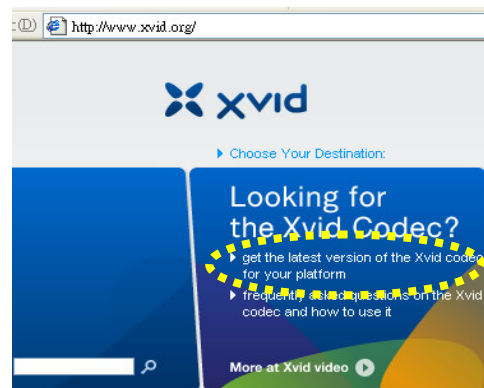 :(D) http://www.xvid.org/
xvid
Choose Your Destination:
Looking for
the Xvid Codec?
get the latest version of the Xvid codec
for your platform
frequently asked questions on the Xvid
codec and how to use it
More at Xvid video